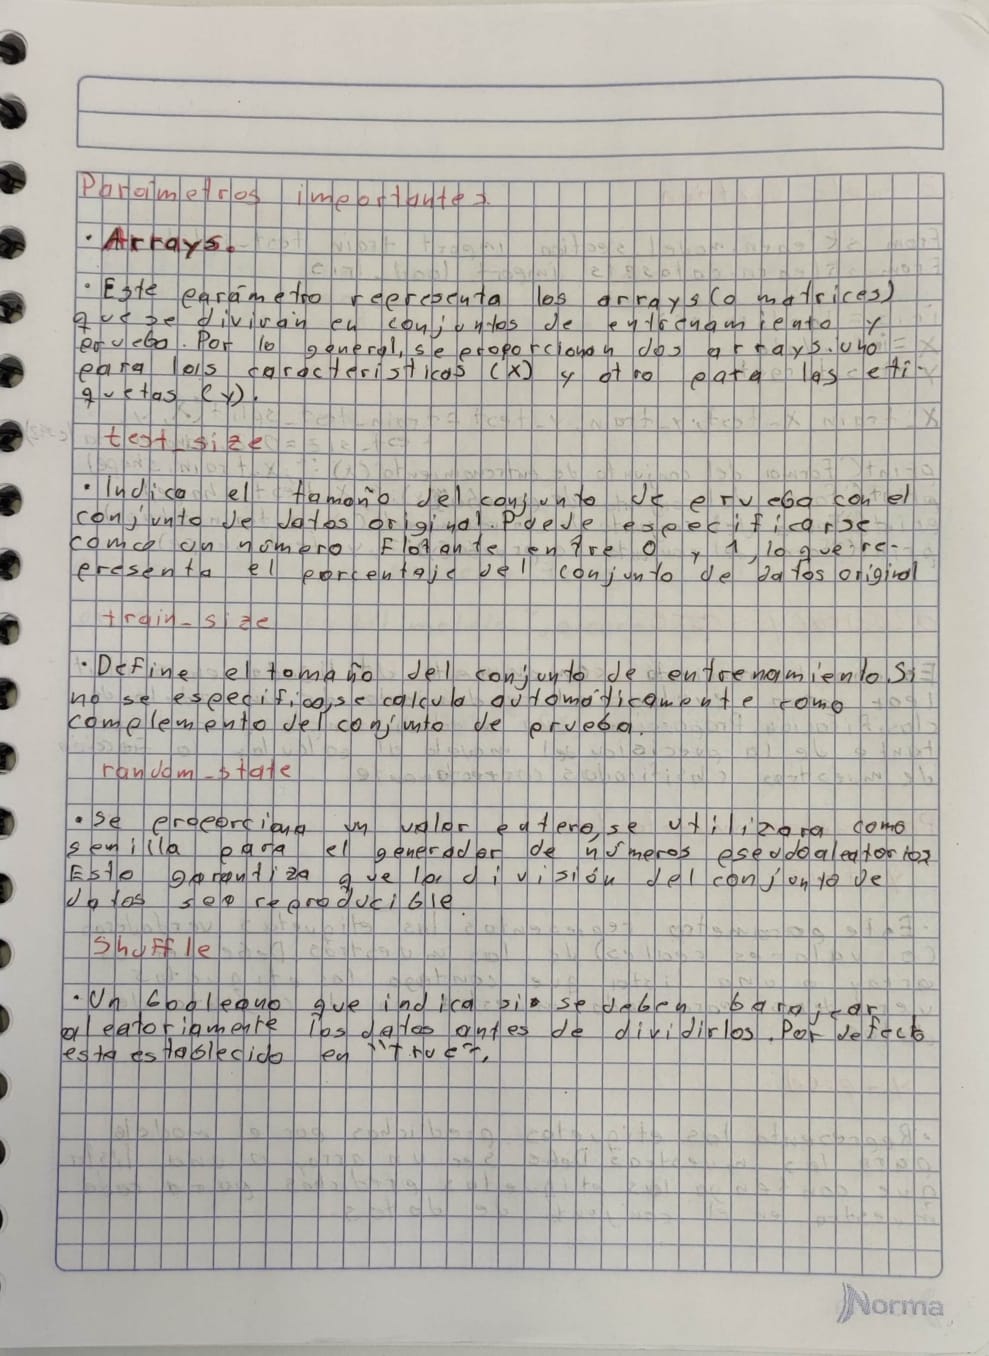 Parametros importantes
· Arrays.
· Este parámetro representa los arrays (o matrices)
que se divirán en conjuntos de entrenamiento y
prueba. Por lo general, se proporcionan dos arrays. uno
para las características (X) y otro para las eti-
quetas (y).
test_size
· Indica el tamaño del conjunto de prueba con el
conjunto de datos original. Puede especificarse
como un número Flotante entre 0 y 1, lo que re-
presenta el porcentaje del conjunto de datos original
train_size
· Define el tamaño del conjunto de entrenamiento. Si
no se especifica, se calcula automáticamente como
complemento del conjunto de prueba.
random_state
· Se proporciona un valor entero, se utilizara como
semilla para el generador de números pseudoaleatorios
Esto garantiza que la división del conjunto de
datos sea reproducible.
Shuffle
· Un booleano que indica si se deben barajear
aleatoriamente los datos antes de dividirlos. Por defecto
esta establecido en "True".
Norma